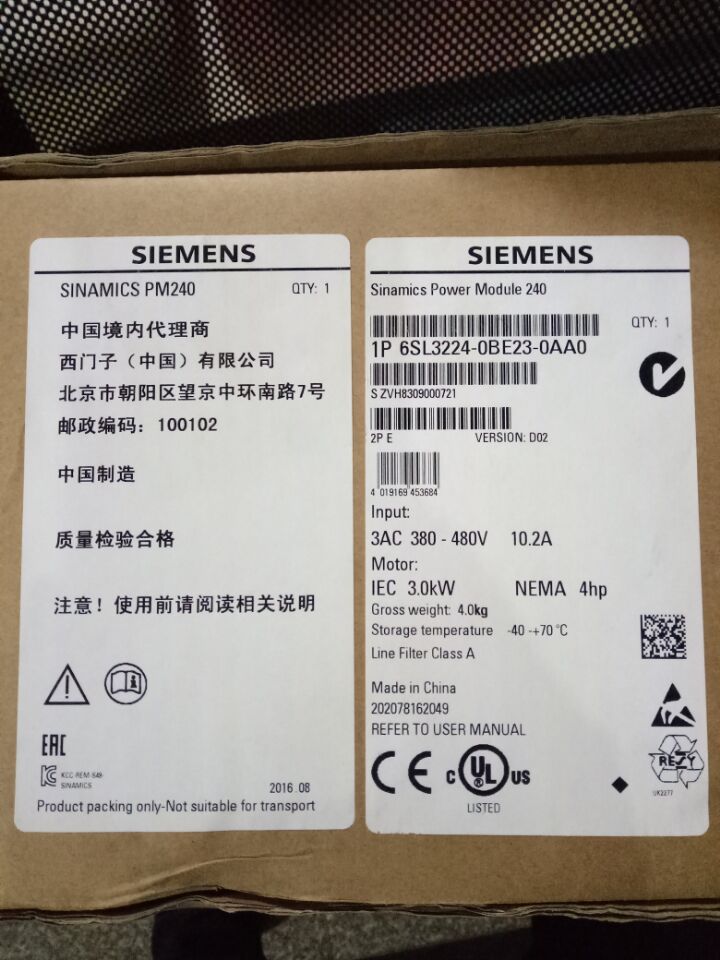 SIEMENS
SINAMICS PM240 QTY: 1
中国境内代理商
西门子（中国）有限公司
北京市朝阳区望京中环南路7号
邮政编码：100102
中国制造
质量检验合格
注意！使用前请阅读相关说明
EAC
KCC-REM-S49-
SINAMICS
2016.08
Product packing only-Not suitable for transport
SIEMENS
Sinamics Power Module 240
QTY: 1
1P 6SL3224-0BE23-0AA0
S ZVH8309000721
2P E VERSION: D02
4 019169 453684
Input:
3AC 380 - 480V 10.2A
Motor:
IEC 3.0kW NEMA 4hp
Gross weight: 4.0kg
Storage temperature -40 -+70 °C
Line Filter Class A
Made in China
202078162049
REFER TO USER MANUAL
CE C UL ® US
LISTED
RESY
UK2277